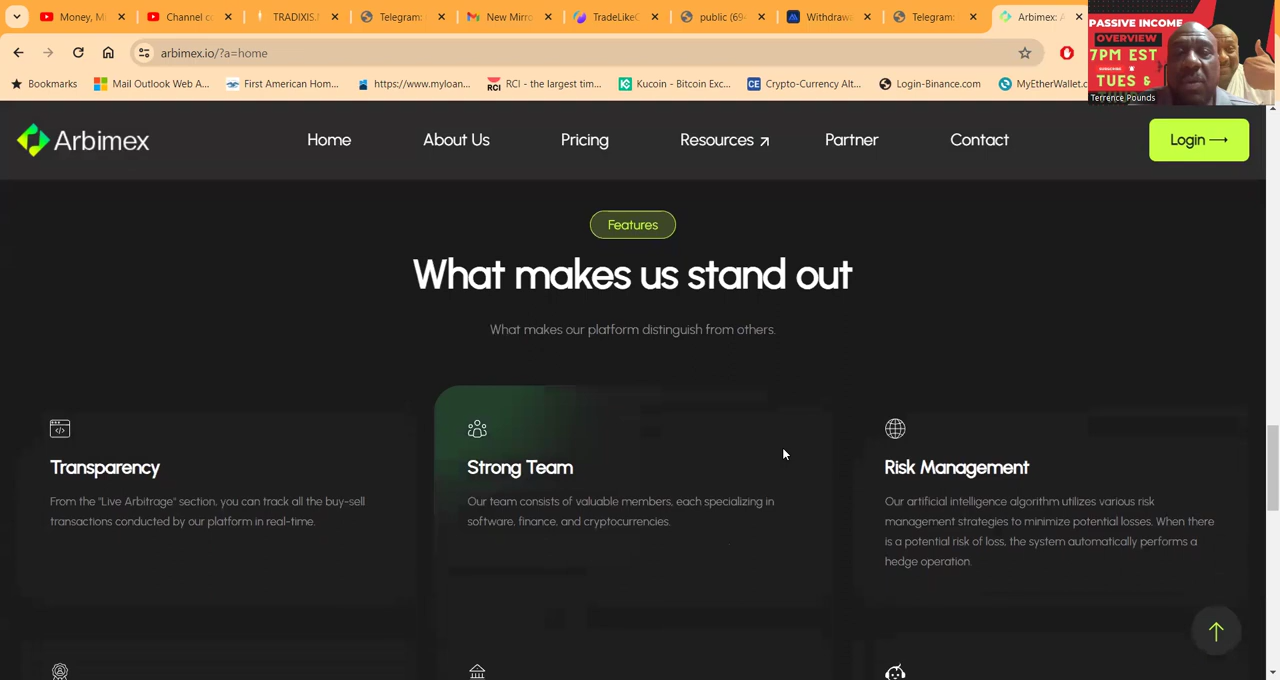 Money, Mi
Channel co
TRADIXIS.
Telegram:
New Mirro
TradeLikeC
public (69
Withdrawa
Telegram:
Arbimex: A
arbimex.io/?a=home
Bookmarks
Mail Outlook Web A...
First American Hom...
https://www.myloan...
RCI - the largest tim...
Kucoin - Bitcoin Exc...
Crypto-Currency Alt...
Login-Binance.com
MyEtherWallet.c
PASSIVE INCOME
OVERVIEW
7PM EST
TUES &
Terrence Pounds
Arbimex
Home
About Us
Pricing
Resources ↗
Partner
Contact
Login →
Features
What makes us stand out
What makes our platform distinguish from others.
Transparency
From the "Live Arbitrage" section, you can track all the buy-sell
transactions conducted by our platform in real-time.
Strong Team
Our team consists of valuable members, each specializing in
software, finance, and cryptocurrencies.
Risk Management
Our artificial intelligence algorithm utilizes various risk
management strategies to minimize potential losses. When there
is a potential risk of loss, the system automatically performs a
hedge operation.